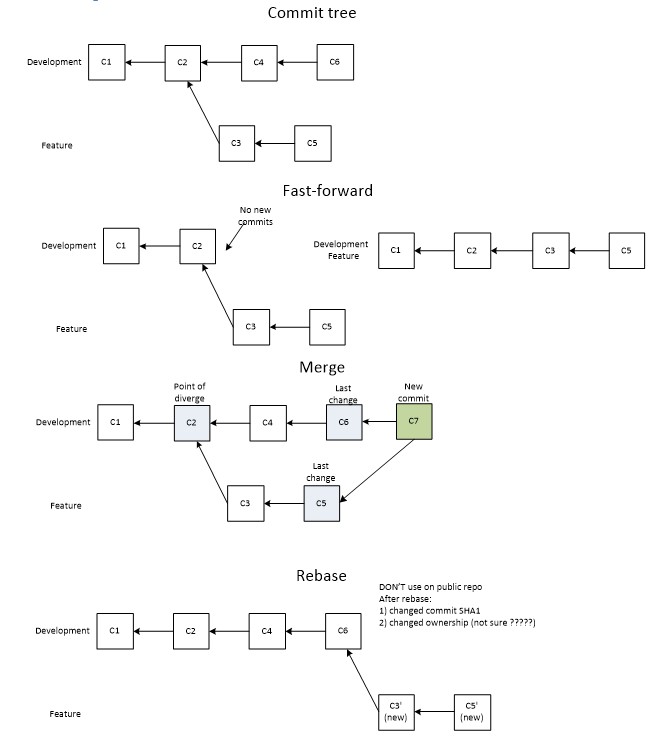 Commit tree
Development C1 C2 C4 C6
Feature C3 C5
Fast-forward
No new
commits
Development C1 C2
Feature C3 C5
Development
Feature
C1 C2 C3 C5
Merge
Point of
diverge
Last
change
New
commit
Development C1 C2 C4 C6 C7
Last
change
Feature C3 C5
Rebase
DON'T use on public repo
After rebase:
1) changed commit SHA1
2) changed ownership (not sure ?????)
Development C1 C2 C4 C6
Feature
C3'
(new)
C5'
(new)